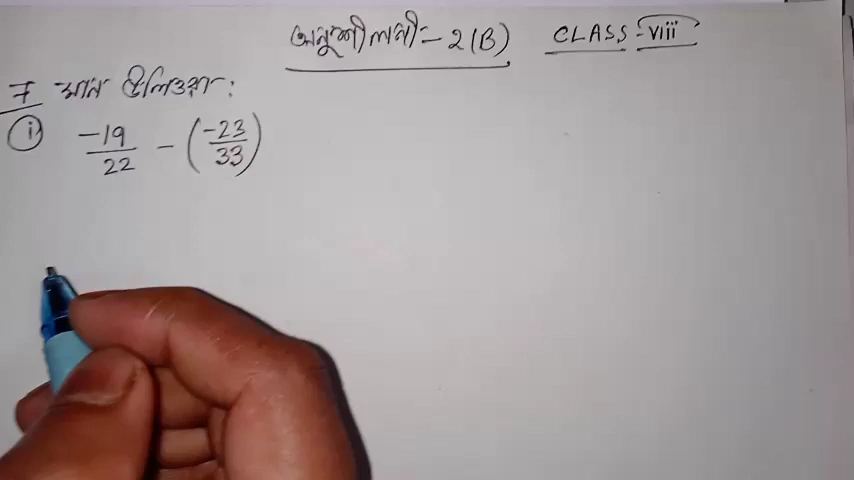 অনুশীলনী - 2 (B) CLASS - viii
7 মান উলিওৱা :
i -19/22 - (-23/33)